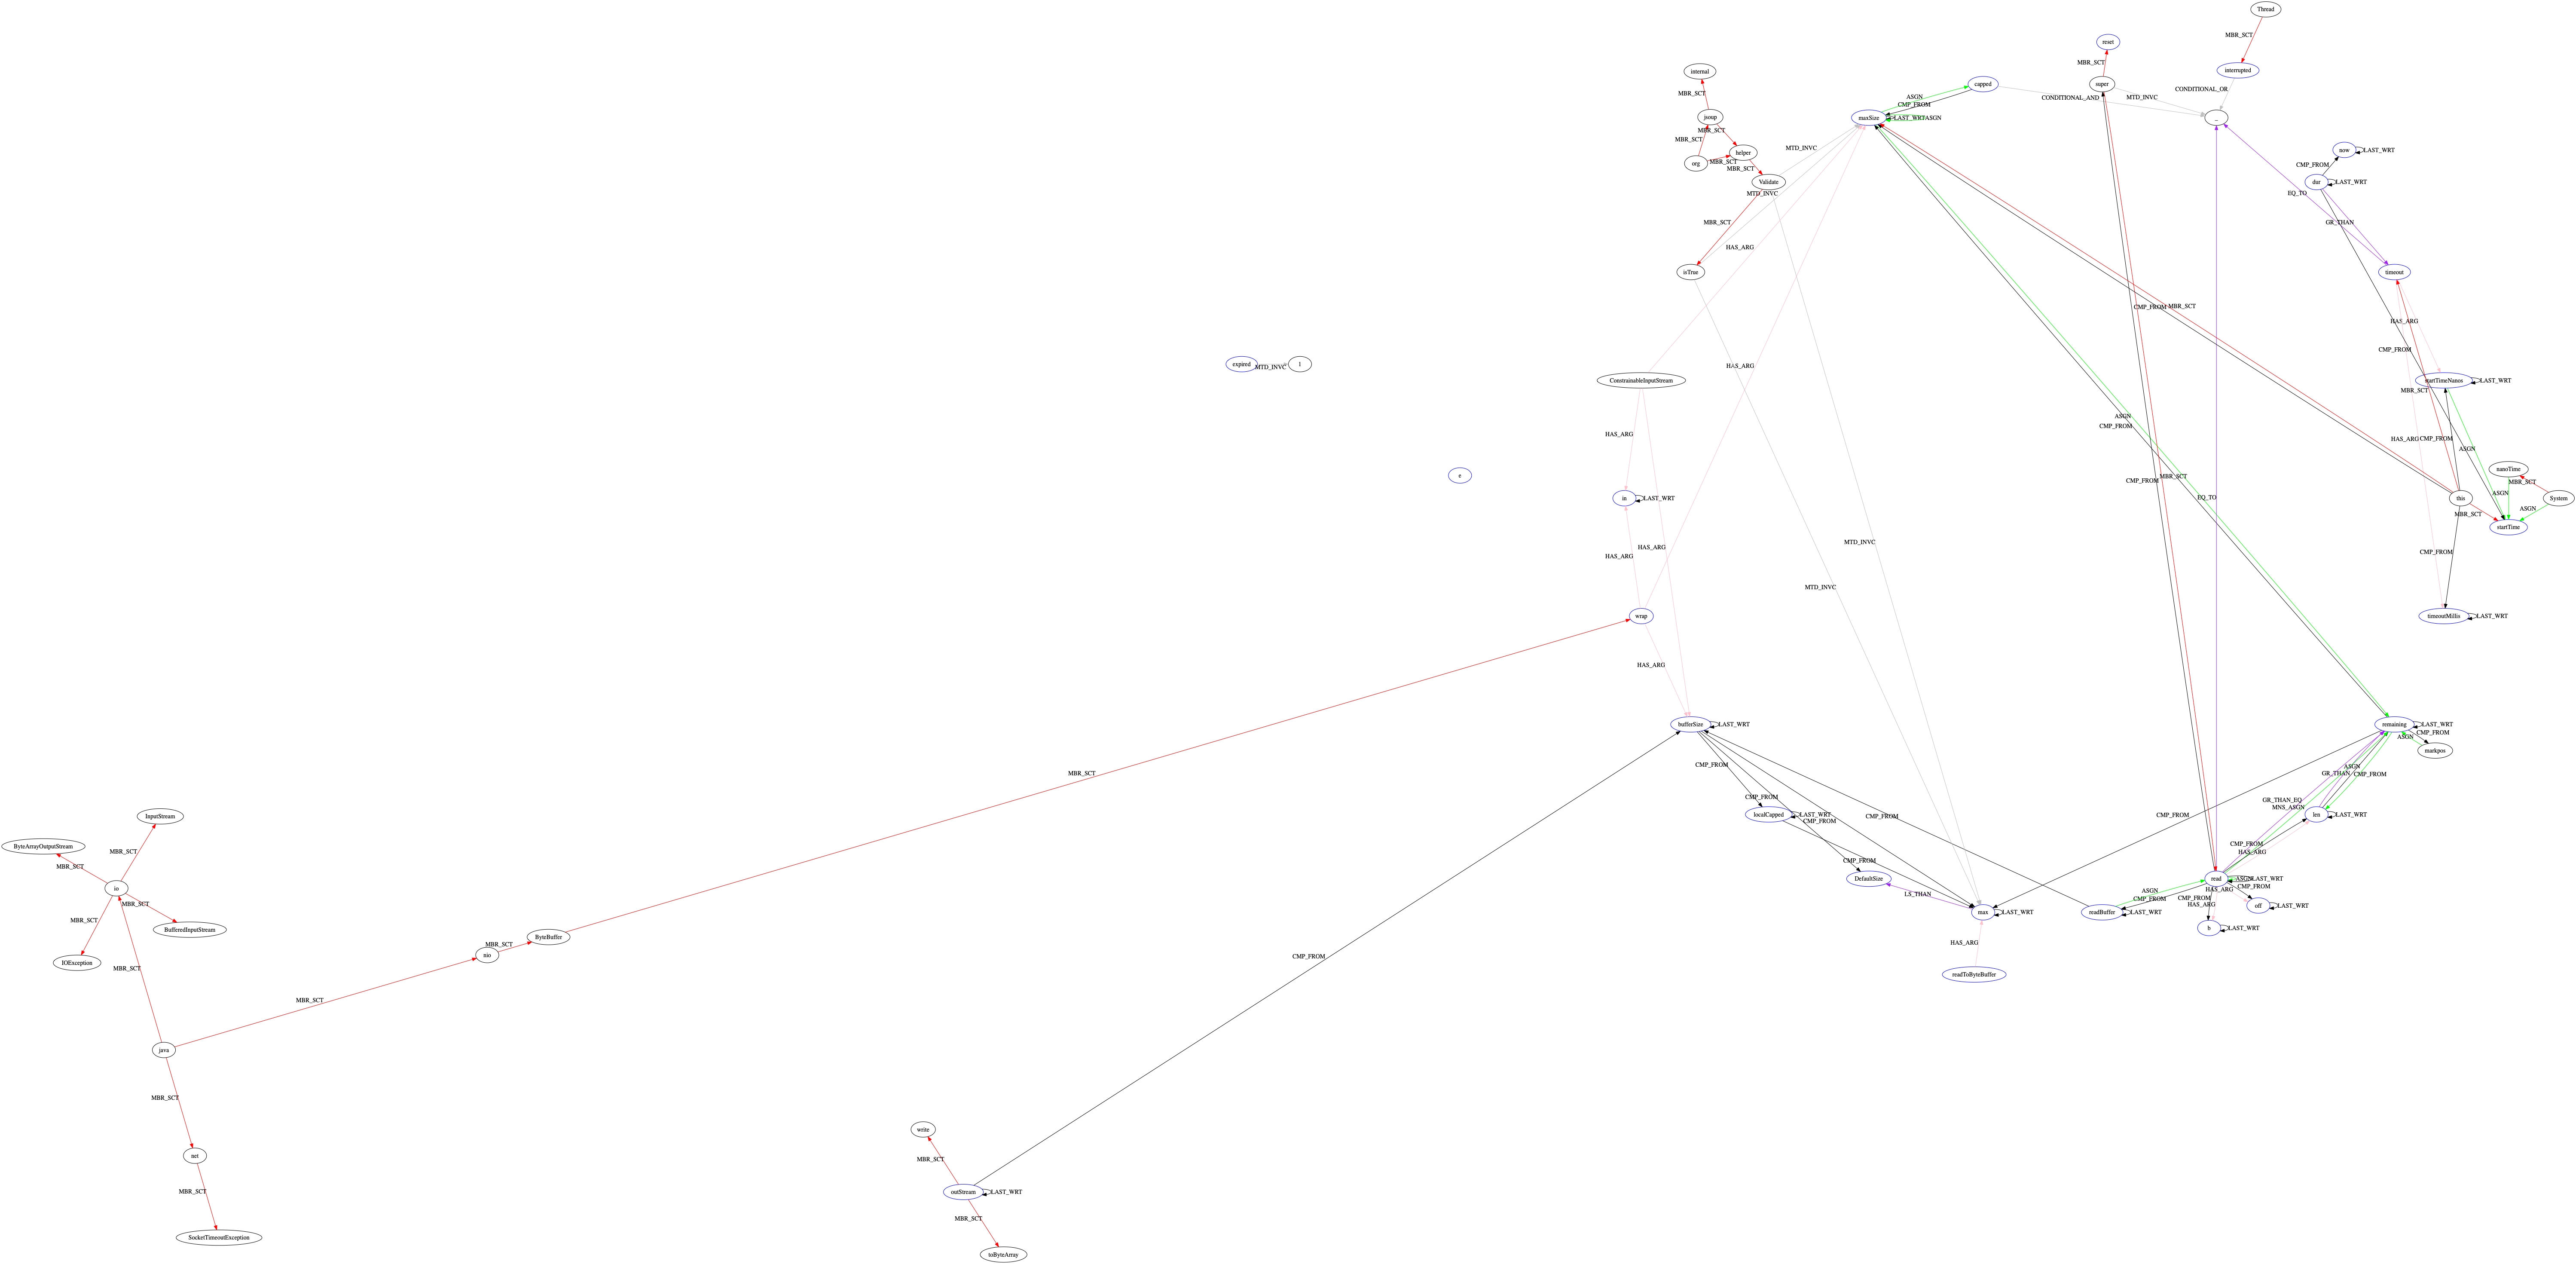 Thread
MBR_SCT
reset
interrupted
MBR_SCT
internal
capped
super
CONDITIONAL_OR
MBR_SCT
ASGN
CONDITIONAL_AND
MTD_INVC
CMP_FROM
jsoup
maxSize
LAST_WRT
ASGN
_
MBR_SCT
MBR_SCT
MTD_INVC
now
LAST_WRT
helper
org
MBR_SCT
CMP_FROM
MBR_SCT
Validate
dur
LAST_WRT
MTD_INVC
EQ_TO
MBR_SCT
GR_THAN
HAS_ARG
isTrue
timeout
CMP_FROM
MBR_SCT
HAS_ARG
CMP_FROM
expired
MTD_INVC
1
HAS_ARG
ConstrainableInputStream
startTimeNanos
LAST_WRT
MBR_SCT
ASGN
CMP_FROM
HAS_ARG
HAS_ARG
CMP_FROM
ASGN
nanoTime
e
CMP_FROM
MBR_SCT
MBR_SCT
ASGN
in
LAST_WRT
EQ_TO
this
System
ASGN
MBR_SCT
startTime
MTD_INVC
HAS_ARG
HAS_ARG
CMP_FROM
MTD_INVC
wrap
timeoutMillis
LAST_WRT
HAS_ARG
bufferSize
LAST_WRT
remaining
LAST_WRT
CMP_FROM
ASGN
markpos
CMP_FROM
ASGN
MBR_SCT
GR_THAN
CMP_FROM
CMP_FROM
GR_THAN_EQ
MNS_ASGN
InputStream
localCapped
LAST_WRT
CMP_FROM
CMP_FROM
CMP_FROM
len
LAST_WRT
ByteArrayOutputStream
MBR_SCT
CMP_FROM
HAS_ARG
MBR_SCT
CMP_FROM
DefaultSize
read
ASGN
LAST_WRT
io
MBR_SCT
LS_THAN
ASGN
HAS_ARG
CMP_FROM
CMP_FROM
CMP_FROM
HAS_ARG
off
LAST_WRT
MBR_SCT
max
LAST_WRT
readBuffer
LAST_WRT
BufferedInputStream
b
LAST_WRT
ByteBuffer
MBR_SCT
nio
HAS_ARG
IOException
CMP_FROM
MBR_SCT
readToByteBuffer
MBR_SCT
java
MBR_SCT
write
net
MBR_SCT
MBR_SCT
outStream
LAST_WRT
MBR_SCT
SocketTimeoutException
toByteArray